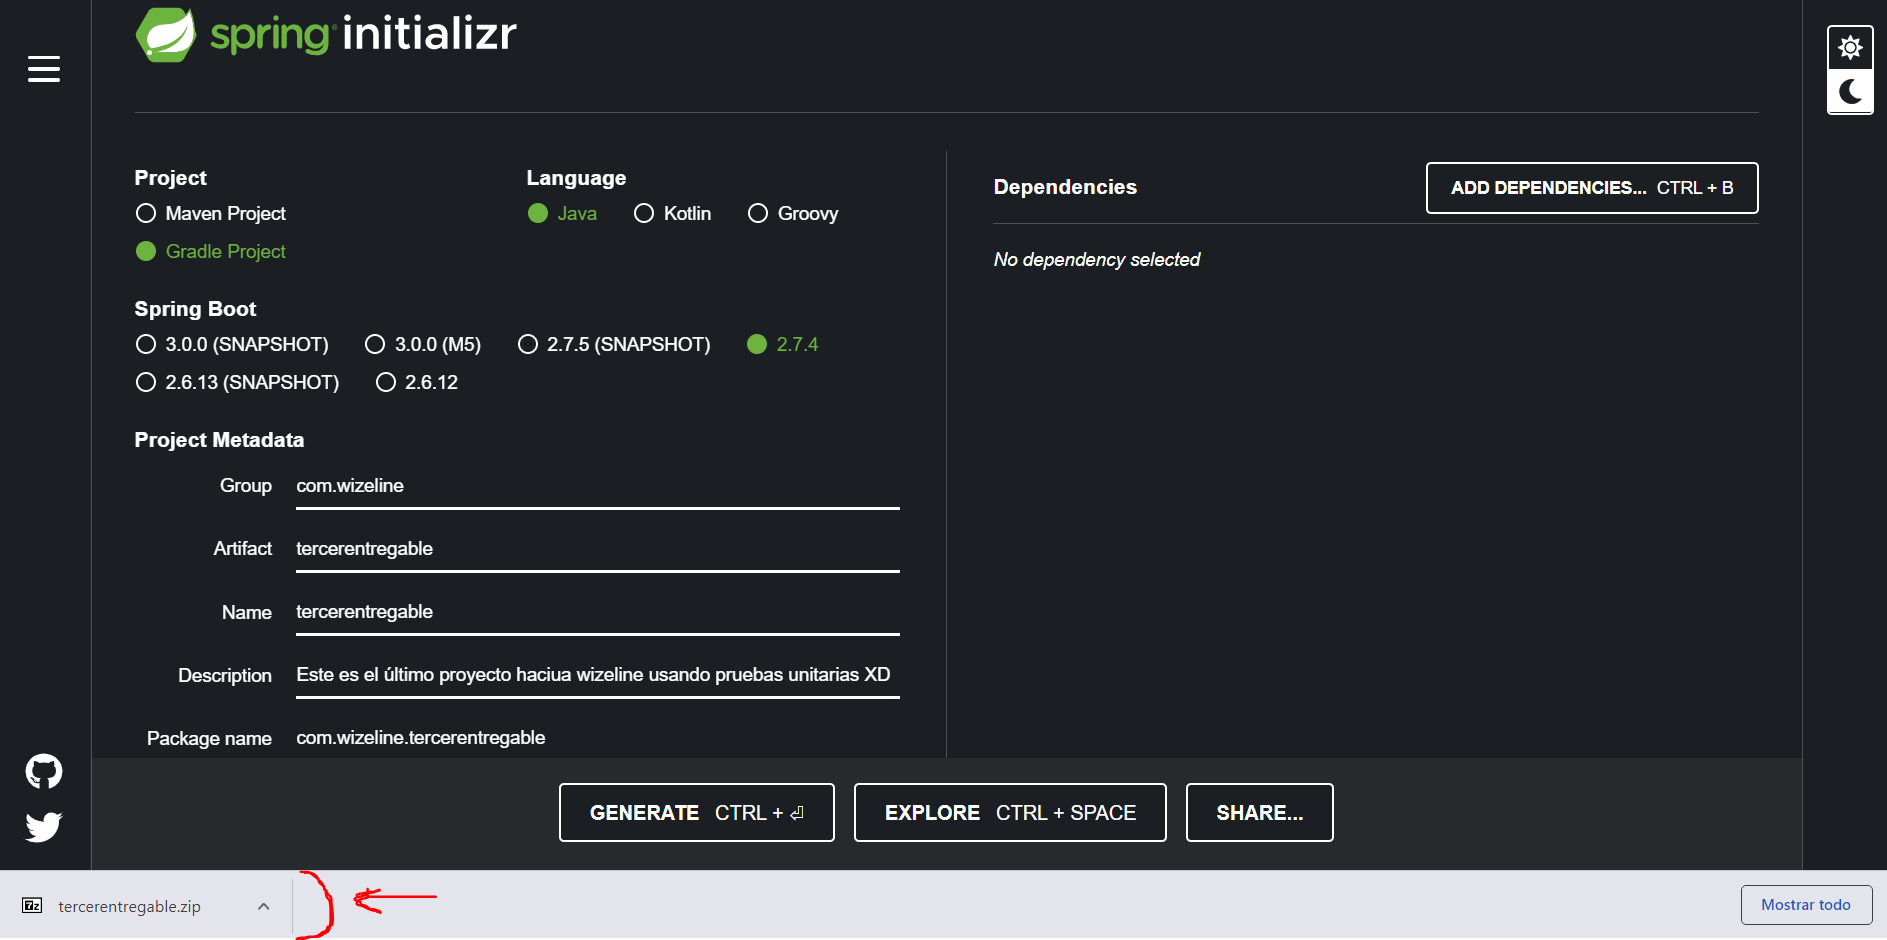 spring initializr
Project
Maven Project
Gradle Project
Language
Java Kotlin Groovy
Spring Boot
3.0.0 (SNAPSHOT) 3.0.0 (M5) 2.7.5 (SNAPSHOT) 2.7.4
2.6.13 (SNAPSHOT) 2.6.12
Project Metadata
Group com.wizeline
Artifact tercerentregable
Name tercerentregable
Description Este es el último proyecto haciua wizeline usando pruebas unitarias XD
Package name com.wizeline.tercerentregable
Dependencies
ADD DEPENDENCIES... CTRL + B
No dependency selected
GENERATE CTRL + ⏎
EXPLORE CTRL + SPACE
SHARE...
7z tercerentregable.zip
Mostrar todo